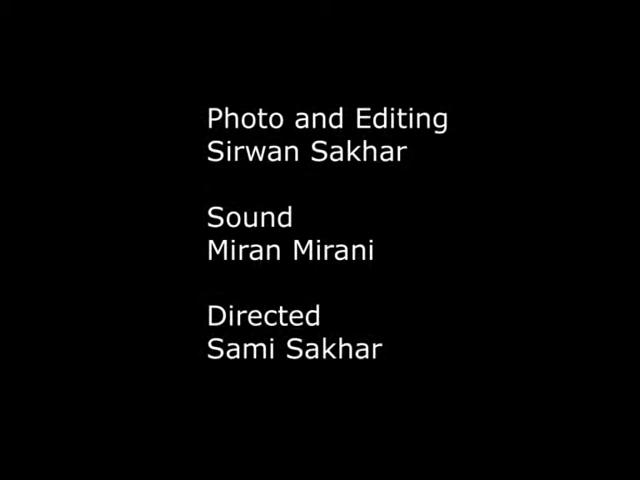 Photo and Editing
Sirwan Sakhar
Sound
Miran Mirani
Directed
Sami Sakhar